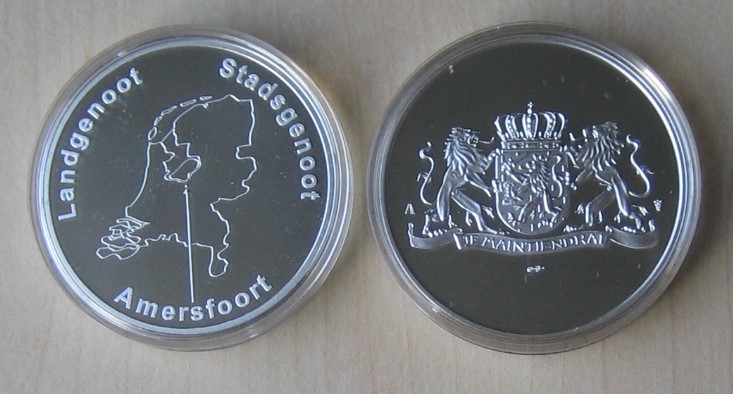 Landgenoot
Stadsgenoot
Amersfoort
JE MAINTIENDRAI